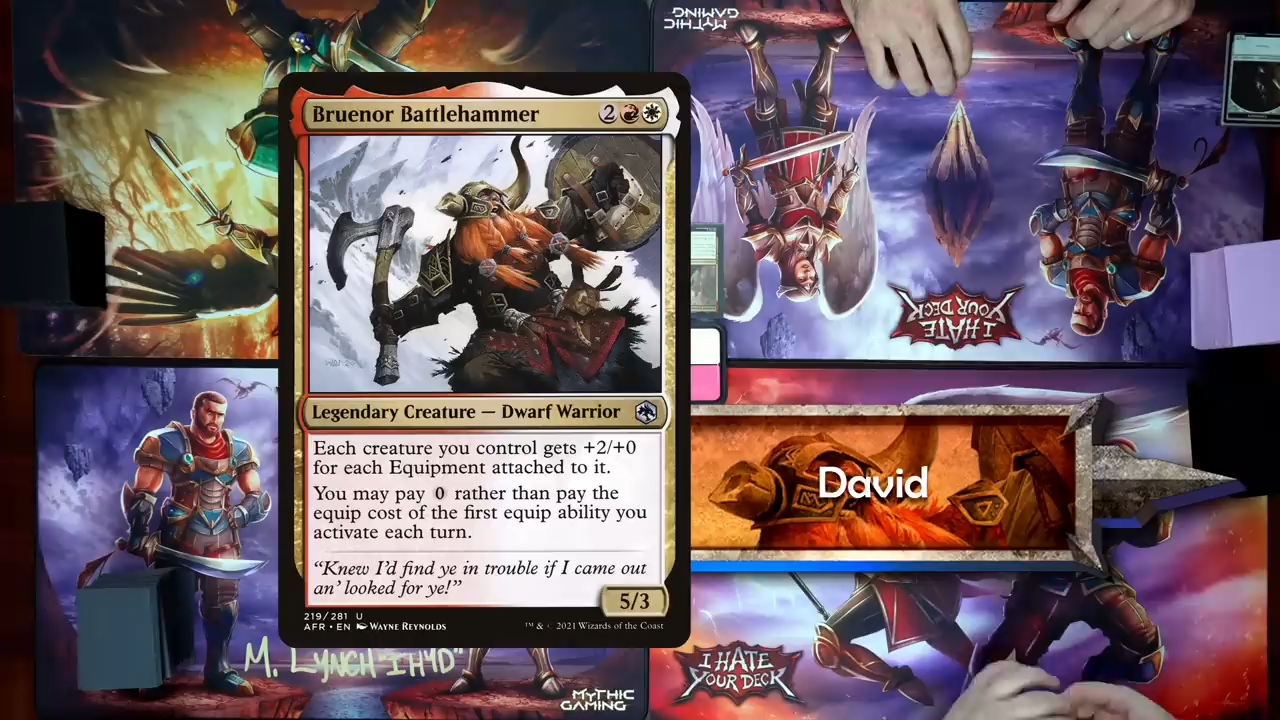 MYTHIC
GAMING
Bruenor Battlehammer
2
Legendary Creature — Dwarf Warrior
Each creature you control gets +2/+0
for each Equipment attached to it.
You may pay 0 rather than pay the
equip cost of the first equip ability you
activate each turn.
“Knew I’d find ye in trouble if I came out
an’ looked for ye!”
5/3
219/281 U
AFR • EN WAYNE REYNOLDS
™ & © 2021 Wizards of the Coast
I HATE
YOUR DECK
David
M. LYNCH "IHYD"
MYTHIC
GAMING
I HATE
YOUR DECK